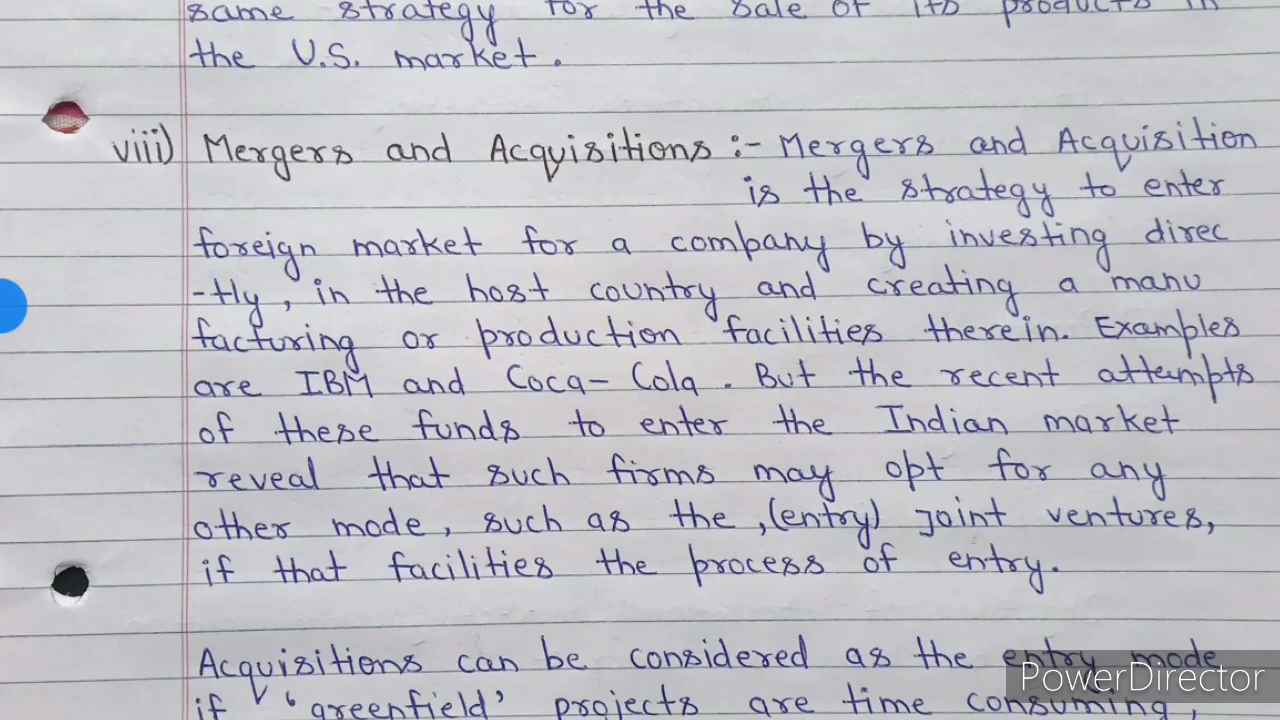 same strategy for the sale of its products in
the U.S. market.
viii) Mergers and Acquisitions :- Mergers and Acquisition
is the strategy to enter
foreign market for a company by investing direc
-tly, in the host country and creating a manu
facturing or production facilities therein. Examples
are IBM and Coca-Cola. But the recent attempts
of these funds to enter the Indian market
reveal that such firms may opt for any
other mode, such as the ,(entry) joint ventures,
if that facilities the process of entry.
Acquisitions can be considered as the entry mode
if 'greenfield' projects are time consuming,
PowerDirector